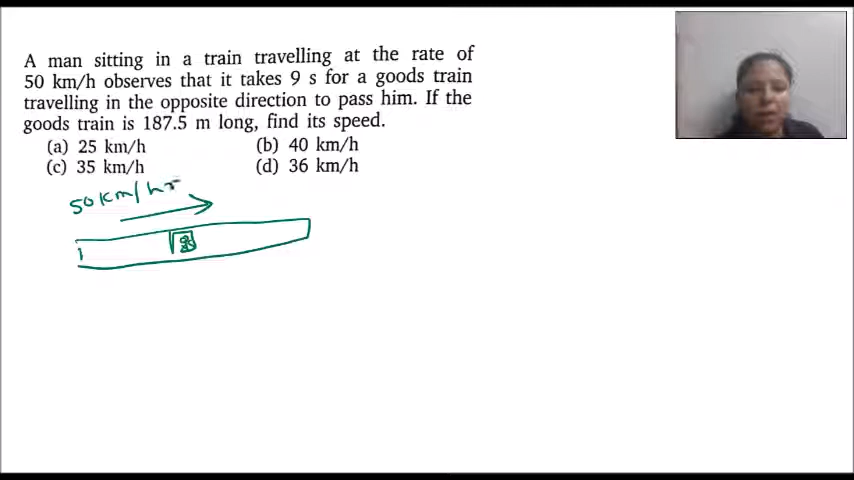 A man sitting in a train travelling at the rate of
50 km/h observes that it takes 9 s for a goods train
travelling in the opposite direction to pass him. If the
goods train is 187.5 m long, find its speed.
(a) 25 km/h (b) 40 km/h
(c) 35 km/h (d) 36 km/h
50 km/hr